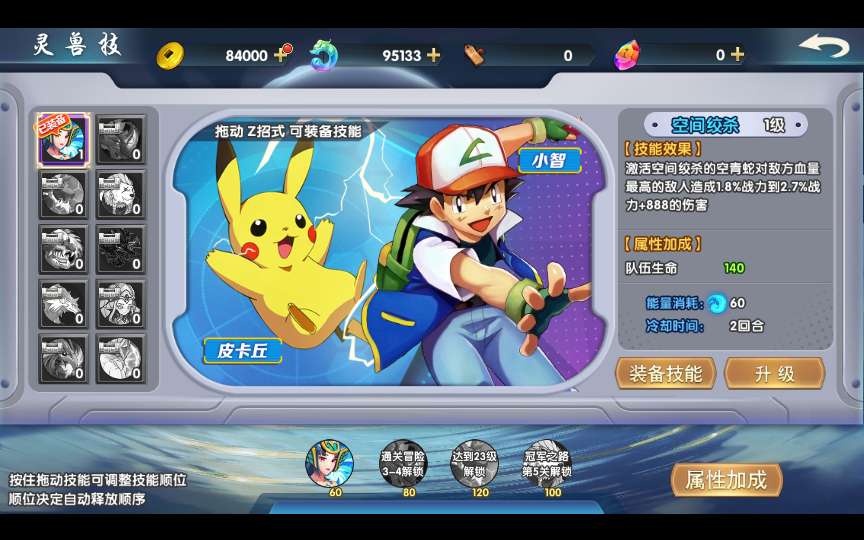 灵兽技
84000
95133
0
0
已装备
1
0
0
0
0
0
0
0
0
0
拖动 Z招式 可装备技能
小智
皮卡丘
空间绞杀 1级
【技能效果】
激活空间绞杀的空青蛇对敌方血量
最高的敌人造成1.8%战力到2.7%战
力+888的伤害
【属性加成】
队伍生命 140
能量消耗: 60
冷却时间: 2回合
装备技能
升级
按住拖动技能可调整技能顺位
顺位决定自动释放顺序
60
通关冒险
3-4解锁
80
达到23级
解锁
120
冠军之路
第5关解锁
100
属性加成